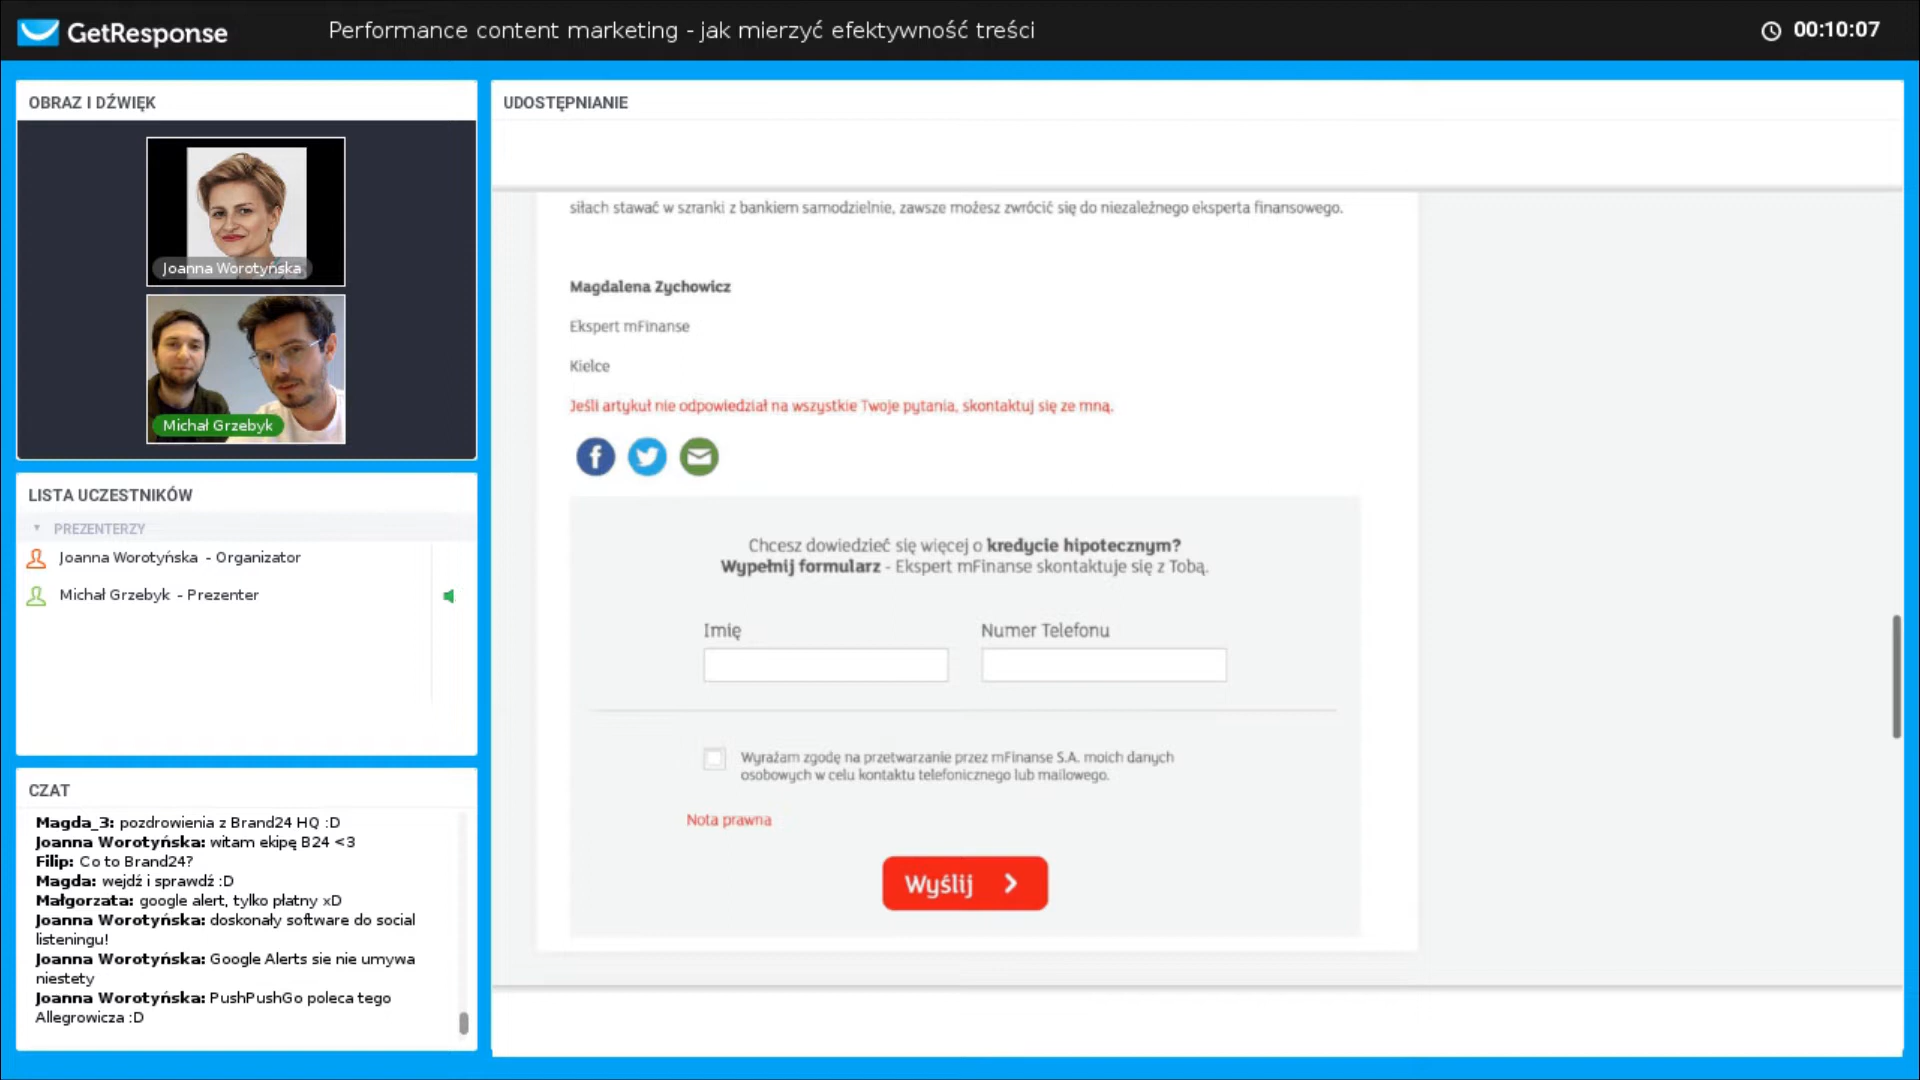 GetResponse
Performance content marketing - jak mierzyć efektywność treści
00:10:07
OBRAZ I DŹWIĘK
Joanna Worotyńska
Michał Grzebyk
LISTA UCZESTNIKÓW
PREZENTERZY
Joanna Worotyńska - Organizator
Michał Grzebyk - Prezenter
CZAT
Magda_3: pozdrowienia z Brand24 HQ :D
Joanna Worotyńska: witam ekipę B24 <3
Filip: Co to Brand24?
Magda: wejdź i sprawdź :D
Małgorzata: google alert, tylko płatny xD
Joanna Worotyńska: doskonały software do social
listeningu!
Joanna Worotyńska: Google Alerts sie nie umywa
niestety
Joanna Worotyńska: PushPushGo poleca tego
Allegrowicza :D
UDOSTĘPNIANIE
siłach stawać w szranki z bankiem samodzielnie, zawsze możesz zwrócić się do niezależnego eksperta finansowego.
Magdalena Zychowicz
Ekspert mFinanse
Kielce
Jeśli artykuł nie odpowiedział na wszystkie Twoje pytania, skontaktuj się ze mną.
Chcesz dowiedzieć się więcej o kredycie hipotecznym?
Wypełnij formularz - Ekspert mFinanse skontaktuje się z Tobą.
Imię
Numer Telefonu
Wyrażam zgodę na przetwarzanie przez mFinanse S.A. moich danych
osobowych w celu kontaktu telefonicznego lub mailowego.
Nota prawna
Wyślij